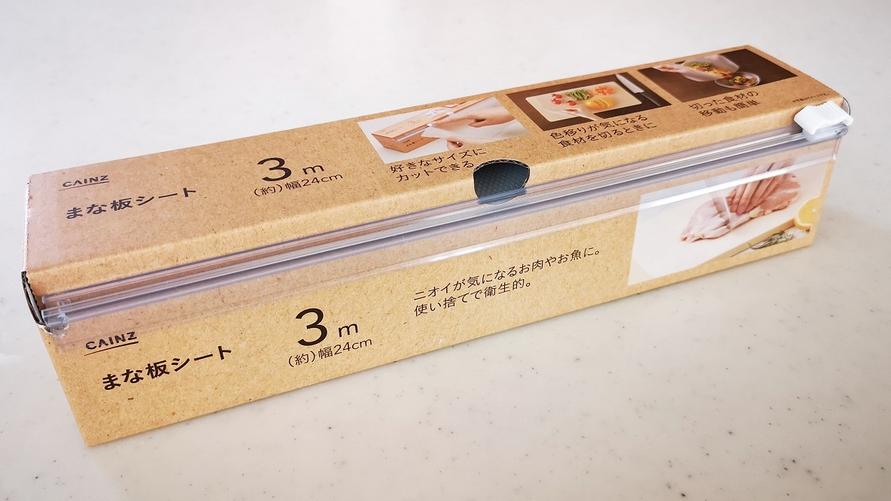 CAINZ
まな板シート
3m
(約)幅24cm
好きなサイズに
カットできる
色移りが気になる
食材を切るときに
切った食材の
移動も簡単
CAINZ
まな板シート
3m
(約)幅24cm
ニオイが気になるお肉やお魚に。
使い捨てで衛生的。